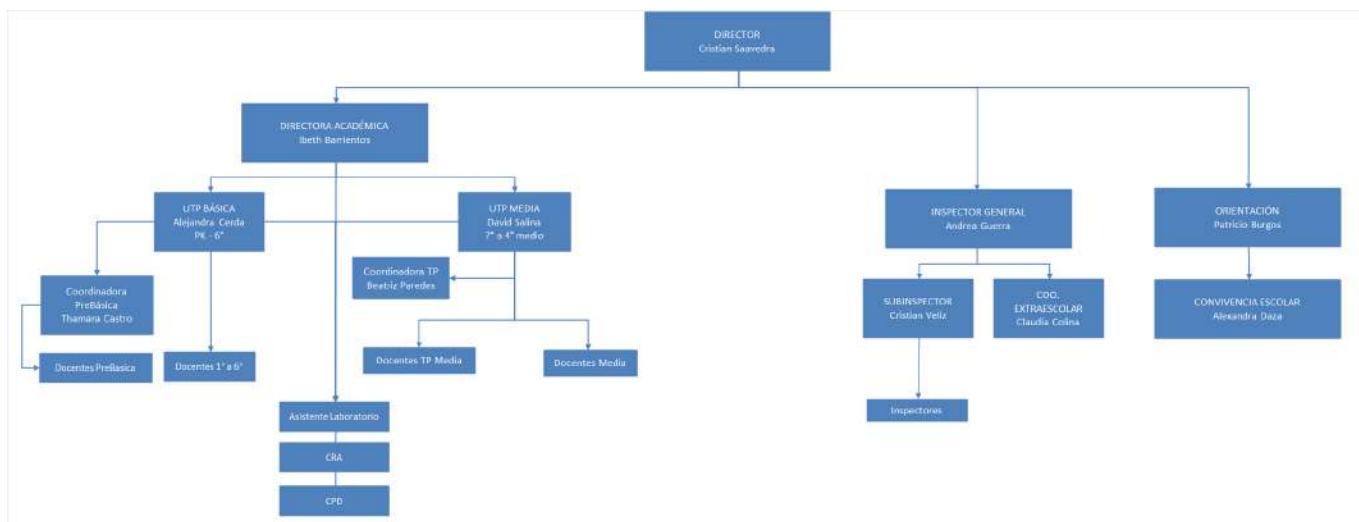 DIRECTOR
Cristian Saavedra
DIRECTORA ACADÉMICA
Ibeth Barrientos
UTP BÁSICA
Alejandra Cerda
PK - 6°
UTP MEDIA
David Salina
7° a 4° medio
INSPECTOR GENERAL
Andrea Guerra
ORIENTACIÓN
Patricio Burgos
Coordinadora TP
Beatriz Paredes
Coordinadora
PreBásica
Thamara Castro
SUBINSPECTOR
Cristian Veliz
COO.
EXTRAESCOLAR
Claudia Colina
CONVIVENCIA ESCOLAR
Alexandra Daza
Docentes PreBasica
Docentes 1° a 6°
Docentes TP Media
Docentes Media
Asistente Laboratorio
Inspectores
CRA
CPD